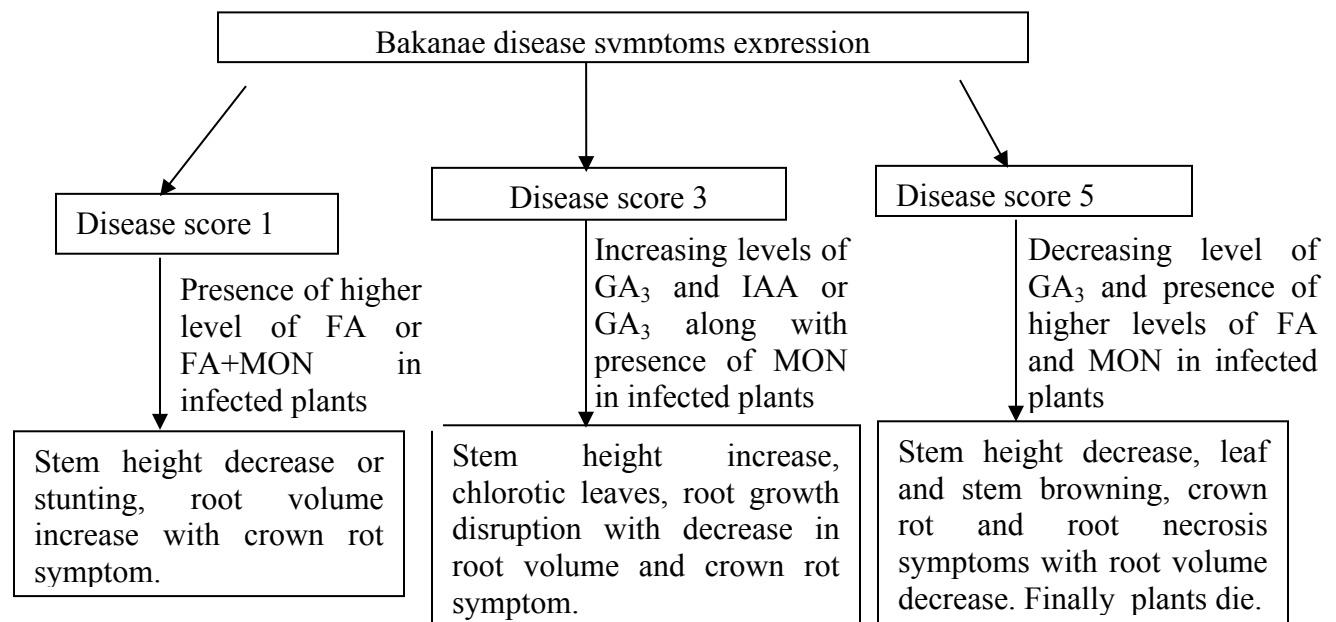 Bakanae disease symptoms expression
Disease score 1
Disease score 3
Disease score 5
Presence of higher
level of FA or
FA+MON in
infected plants
Increasing levels of
GA₃ and IAA or
GA₃ along with
presence of MON
in infected plants
Decreasing level of
GA₃ and presence of
higher levels of FA
and MON in infected
plants
Stem height decrease or
stunting, root volume
increase with crown rot
symptom.
Stem height increase,
chlorotic leaves, root growth
disruption with decrease in
root volume and crown rot
symptom.
Stem height decrease, leaf
and stem browning, crown
rot and root necrosis
symptoms with root volume
decrease. Finally plants die.